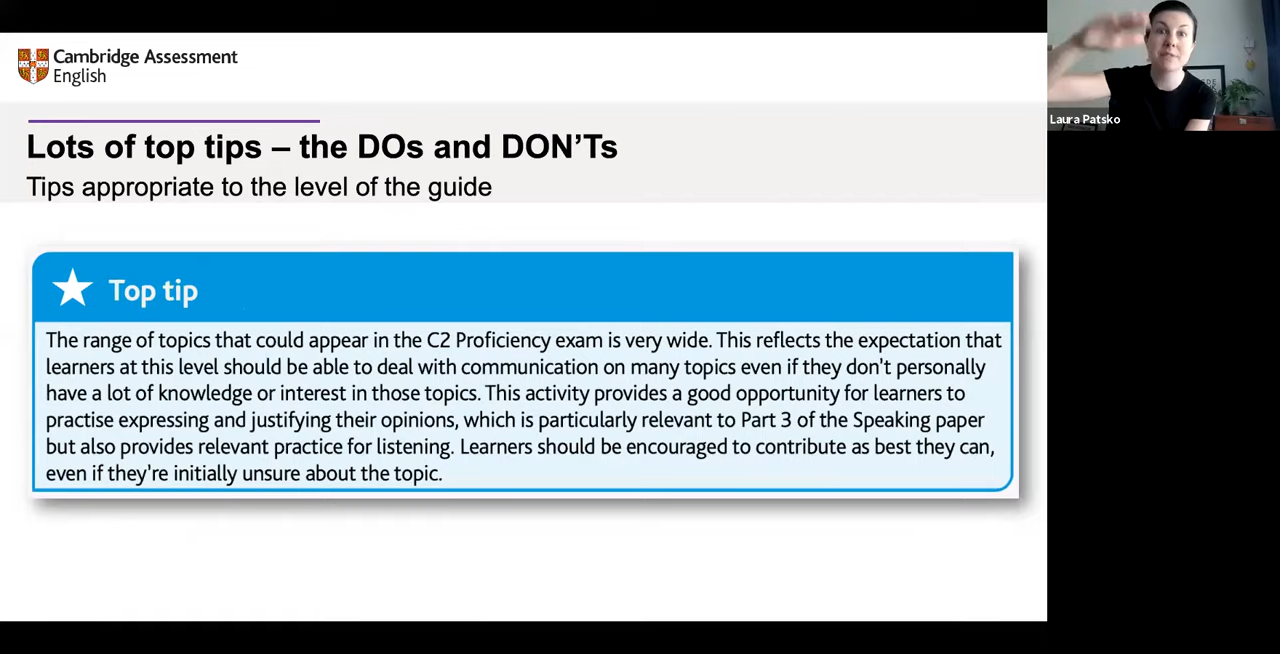 Cambridge Assessment
English
Lots of top tips – the DOs and DON'Ts
Tips appropriate to the level of the guide
Top tip
The range of topics that could appear in the C2 Proficiency exam is very wide. This reflects the expectation that
learners at this level should be able to deal with communication on many topics even if they don't personally
have a lot of knowledge or interest in those topics. This activity provides a good opportunity for learners to
practise expressing and justifying their opinions, which is particularly relevant to Part 3 of the Speaking paper
but also provides relevant practice for listening. Learners should be encouraged to contribute as best they can,
even if they're initially unsure about the topic.
Laura Patsko